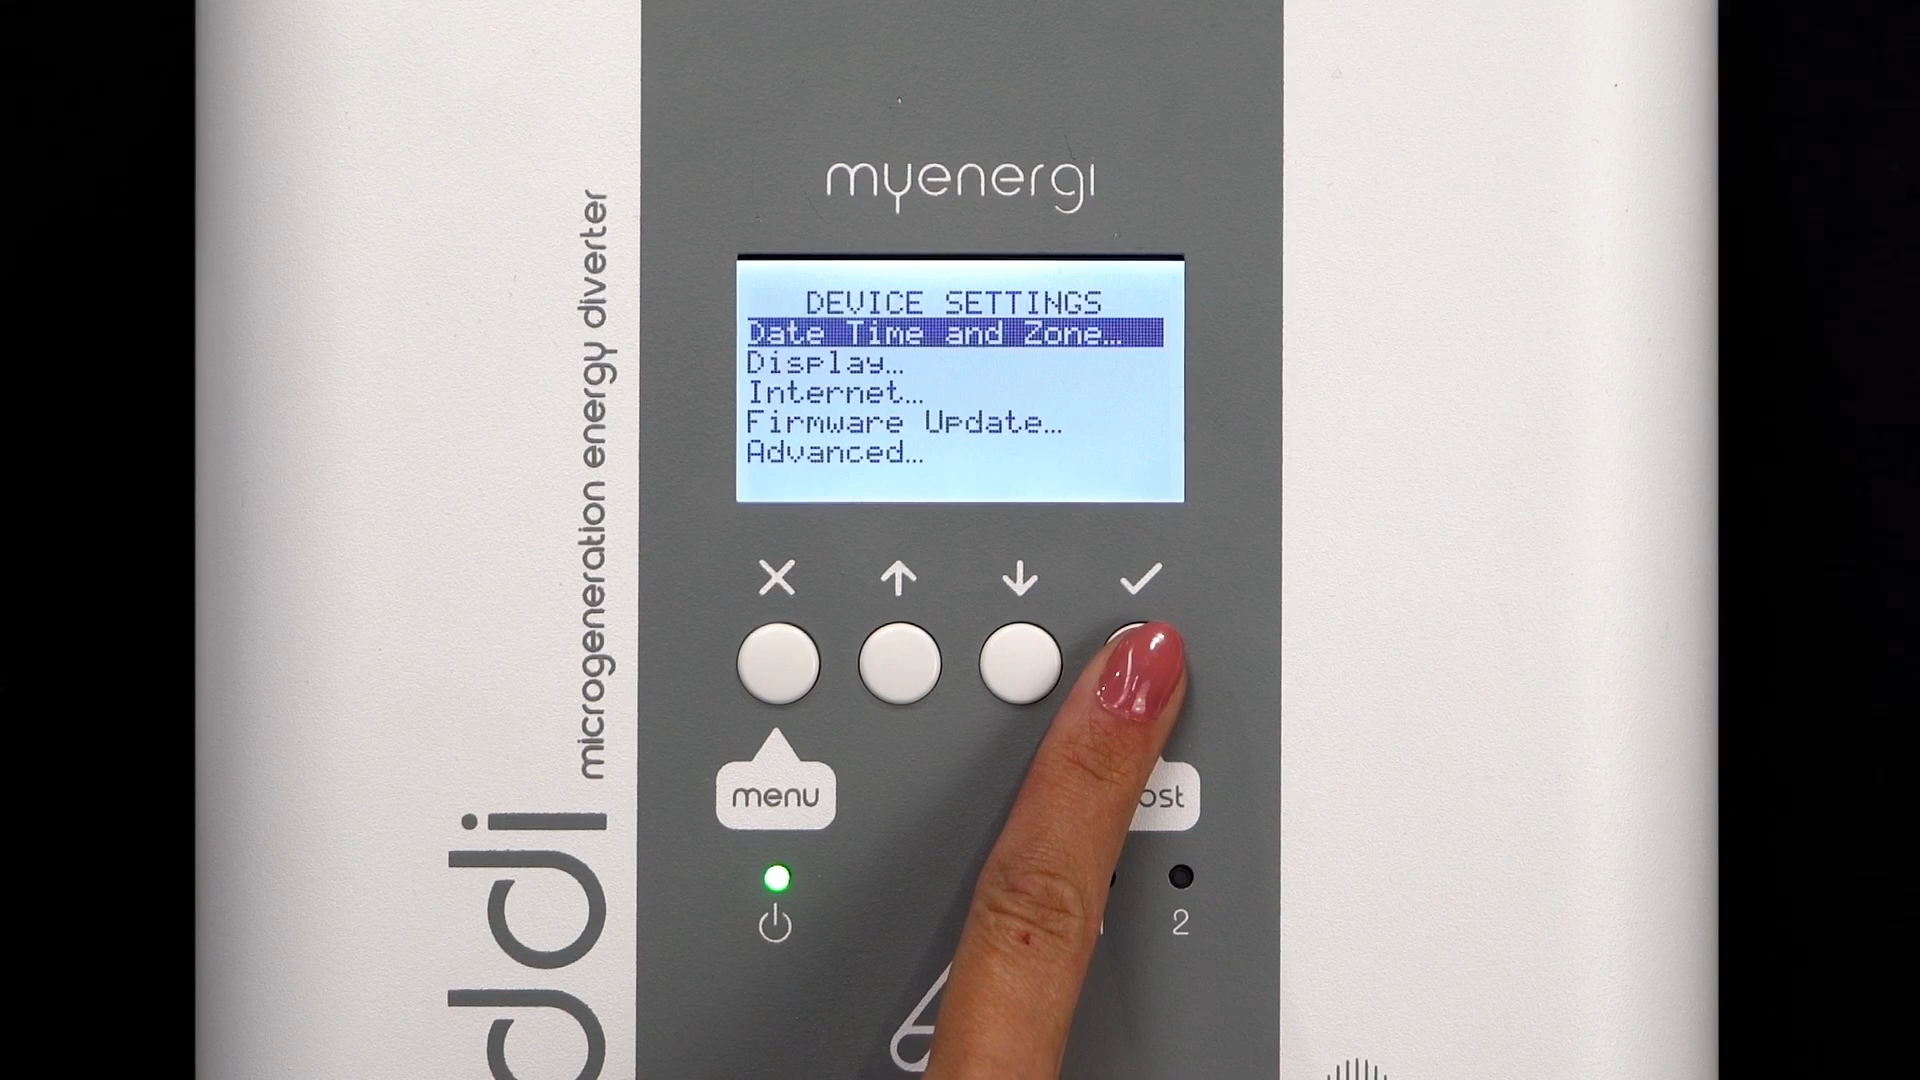 myenergi
DEVICE SETTINGS
Date Time and Zone...
Display...
Internet...
Firmware Update...
Advanced...
menu
2
microgeneration energy diverter